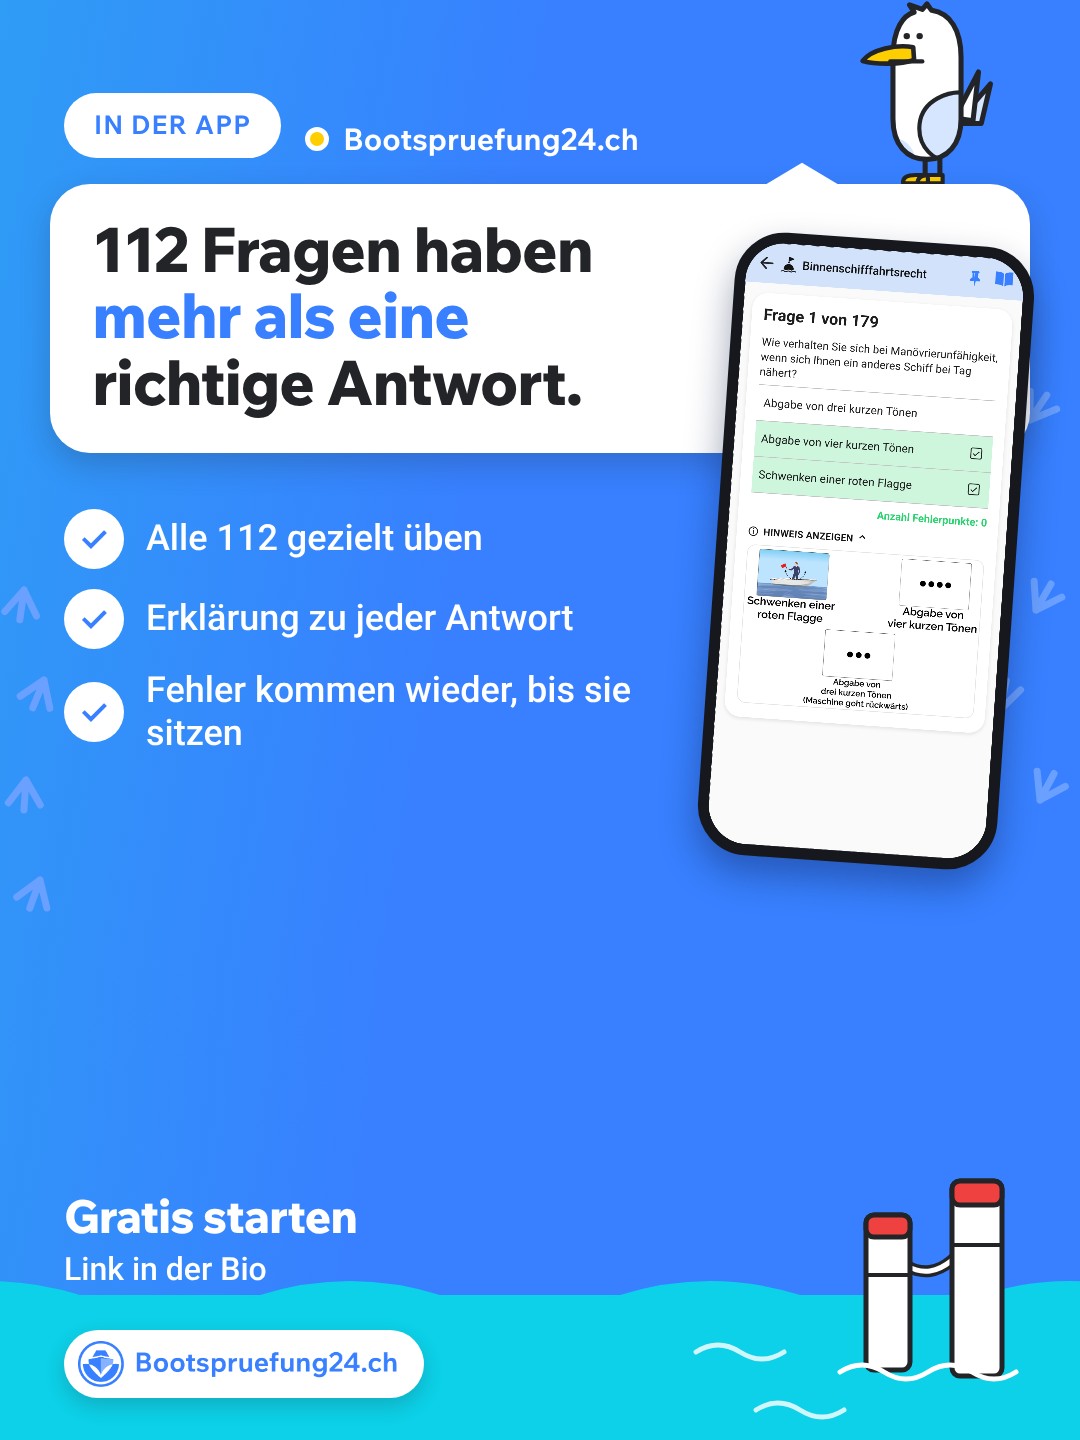 IN DER APP
Bootspruefung24.ch
112 Fragen haben
mehr als eine
richtige Antwort.
Alle 112 gezielt üben
Erklärung zu jeder Antwort
Fehler kommen wieder, bis sie
sitzen
Binnenschifffahrtsrecht
Frage 1 von 179
Wie verhalten Sie sich bei Manövrierunfähigkeit,
wenn sich Ihnen ein anderes Schiff bei Tag
nähert?
Abgabe von drei kurzen Tönen
Abgabe von vier kurzen Tönen
Schwenken einer roten Flagge
Anzahl Fehlerpunkte: 0
HINWEIS ANZEIGEN
Schwenken einer
roten Flagge
Abgabe von
vier kurzen Tönen
Abgabe von
drei kurzen Tönen
(Maschine geht rückwärts)
Gratis starten
Link in der Bio
Bootspruefung24.ch